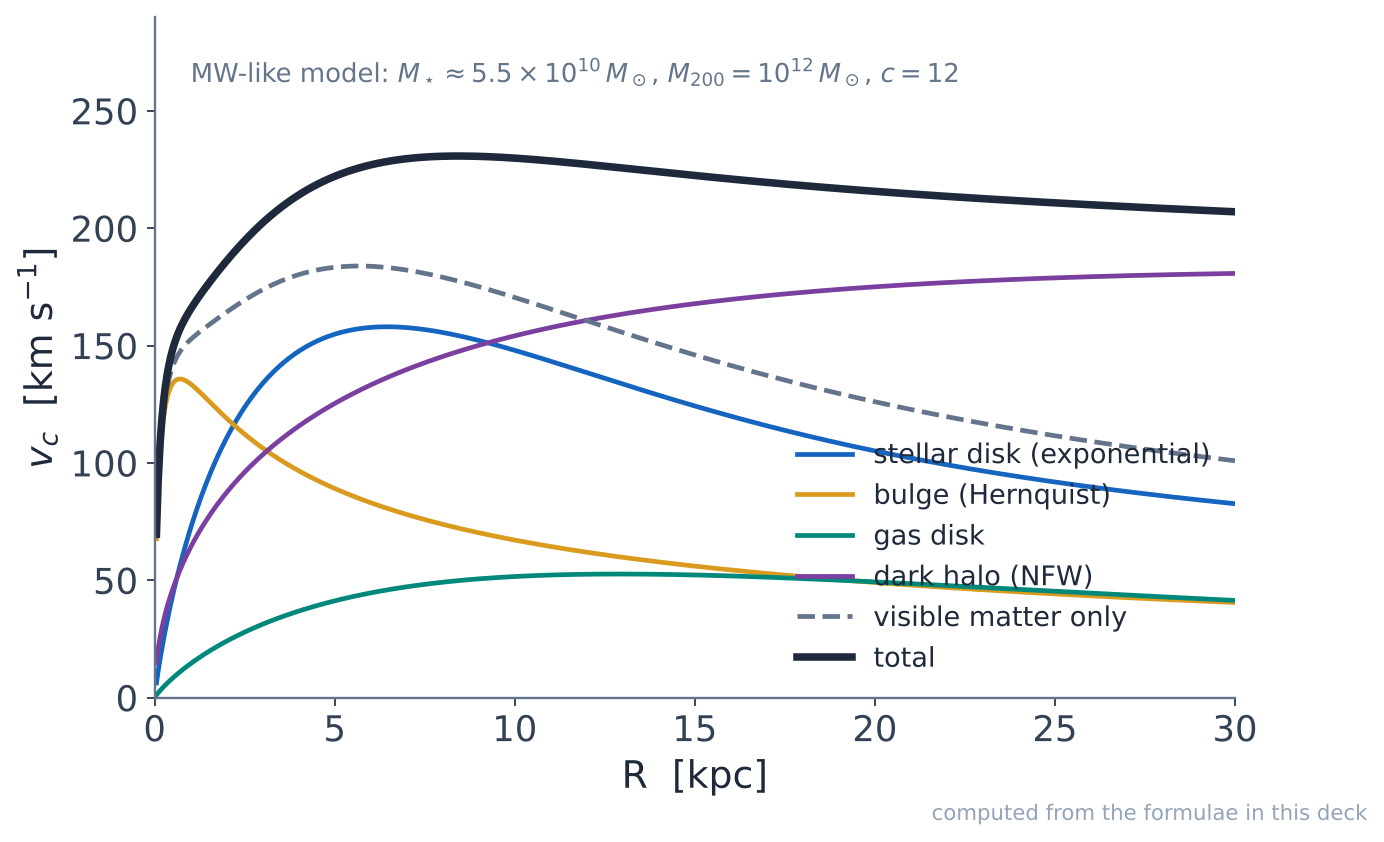 MW-like model: M⋆ ≈ 5.5 × 10¹⁰ M⊙, M₂₀₀ = 10¹² M⊙, c = 12
250
200
150
100
50
0
v_c [km s⁻¹]
stellar disk (exponential)
bulge (Hernquist)
gas disk
dark halo (NFW)
visible matter only
total
0 5 10 15 20 25 30
R [kpc]
computed from the formulae in this deck